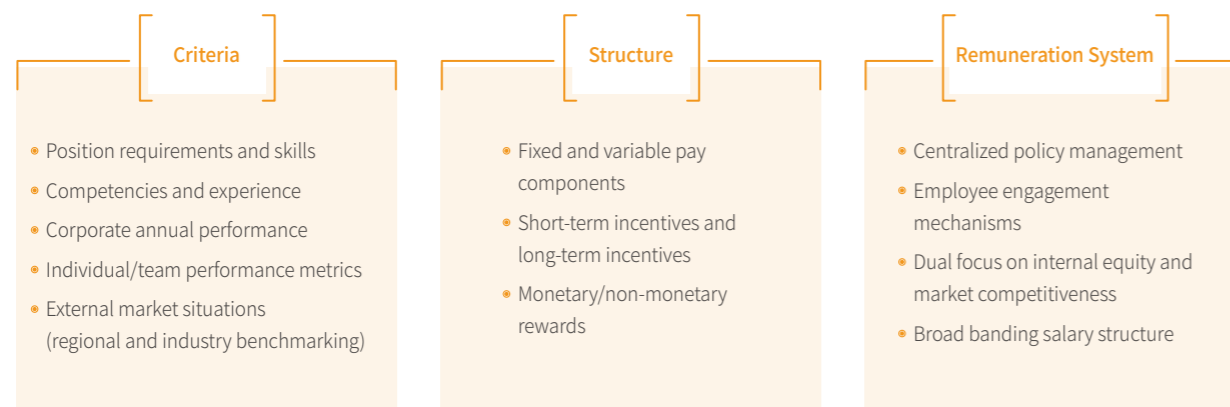 Criteria
Position requirements and skills
Competencies and experience
Corporate annual performance
Individual/team performance metrics
External market situations
(regional and industry benchmarking)
Structure
Fixed and variable pay
components
Short-term incentives and
long-term incentives
Monetary/non-monetary
rewards
Remuneration System
Centralized policy management
Employee engagement
mechanisms
Dual focus on internal equity and
market competitiveness
Broad banding salary structure